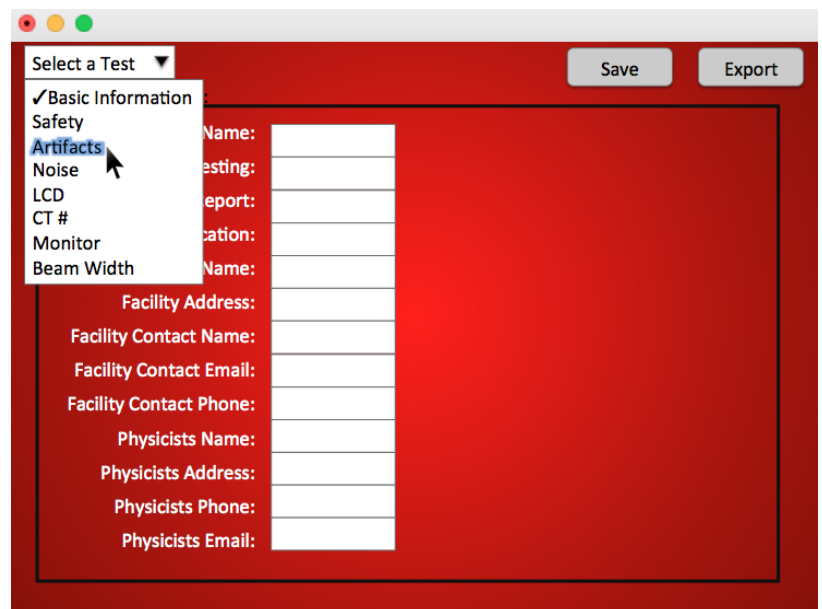 Select a Test ▼
Save
Export
✓Basic Information
:
Safety
Artifacts
Noise
LCD
CT #
Monitor
Beam Width
Name:
esting:
eport:
cation:
Name:
Facility Address:
Facility Contact Name:
Facility Contact Email:
Facility Contact Phone:
Physicists Name:
Physicists Address:
Physicists Phone:
Physicists Email: